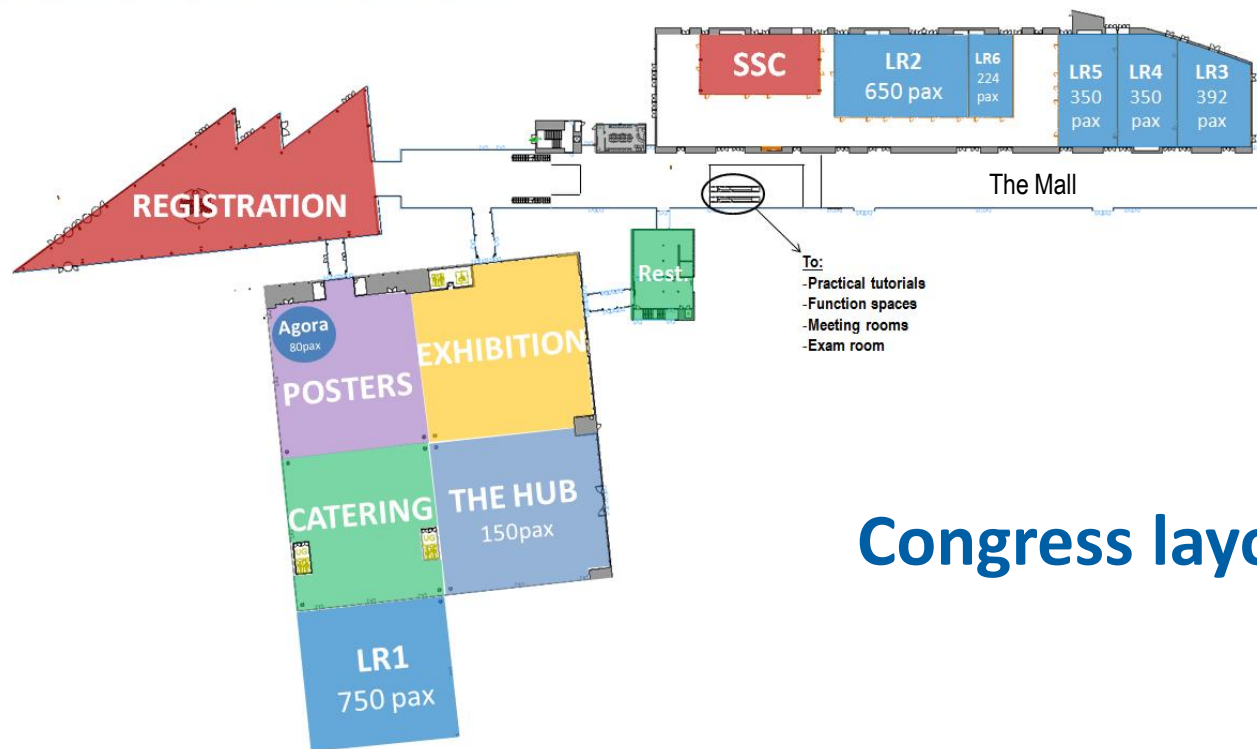 SSC
LR2
650 pax
LR6
224
pax
LR5
350
pax
LR4
350
pax
LR3
392
pax
REGISTRATION
The Mall
Rest.
To:
-Practical tutorials
-Function spaces
-Meeting rooms
-Exam room
Agora
80pax
POSTERS
EXHIBITION
CATERING
THE HUB
150pax
UG
UG
LR1
750 pax
Congress layo